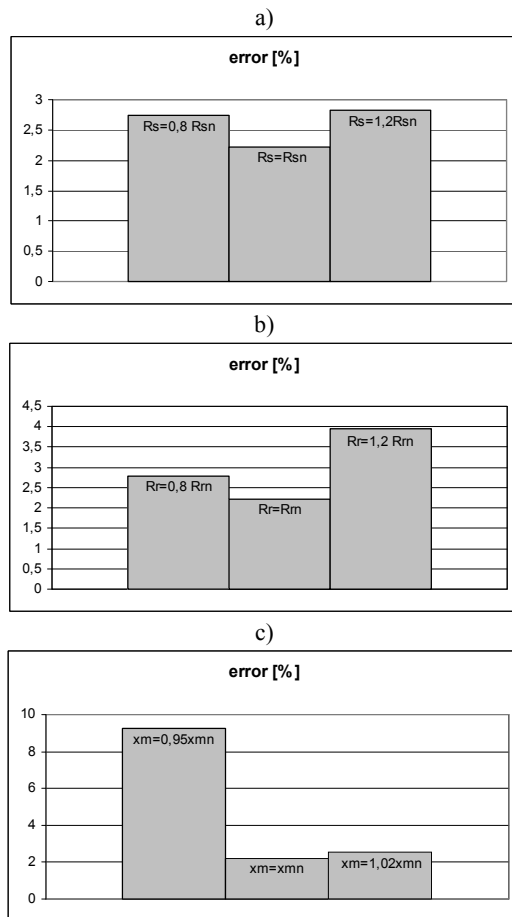 a)
error [%]
3
2,5
2
1,5
1
0,5
0
Rs=0,8 Rsn
Rs=Rsn
Rs=1,2Rsn
b)
error [%]
4,5
4
3,5
3
2,5
2
1,5
1
0,5
0
Rr=0,8 Rrn
Rr=Rrn
Rr=1,2 Rrn
c)
error [%]
10
8
6
4
2
0
xm=0,95xmn
xm=xmn
xm=1,02xmn